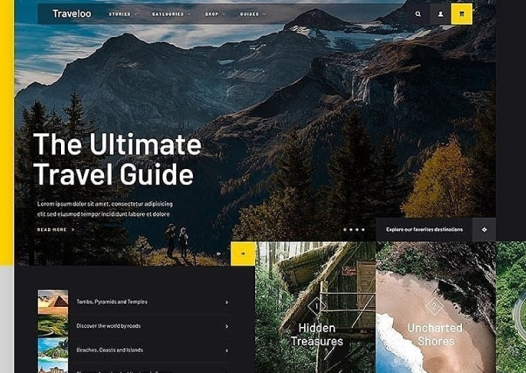 Traveloo
STORIES
CATEGORIES
SHOP
GUIDES
The Ultimate
Travel Guide
Lorem ipsum dolor sit amet, consectetur adipisicing
elit sed eiusmod tempor incididunt labore et dolore
READ MORE
Explore our favorites destinations
Tombs, Pyramids and Temples
Discover the world by roads
Beaches, Coasts and Islands
Hidden
Treasures
Uncharted
Shores